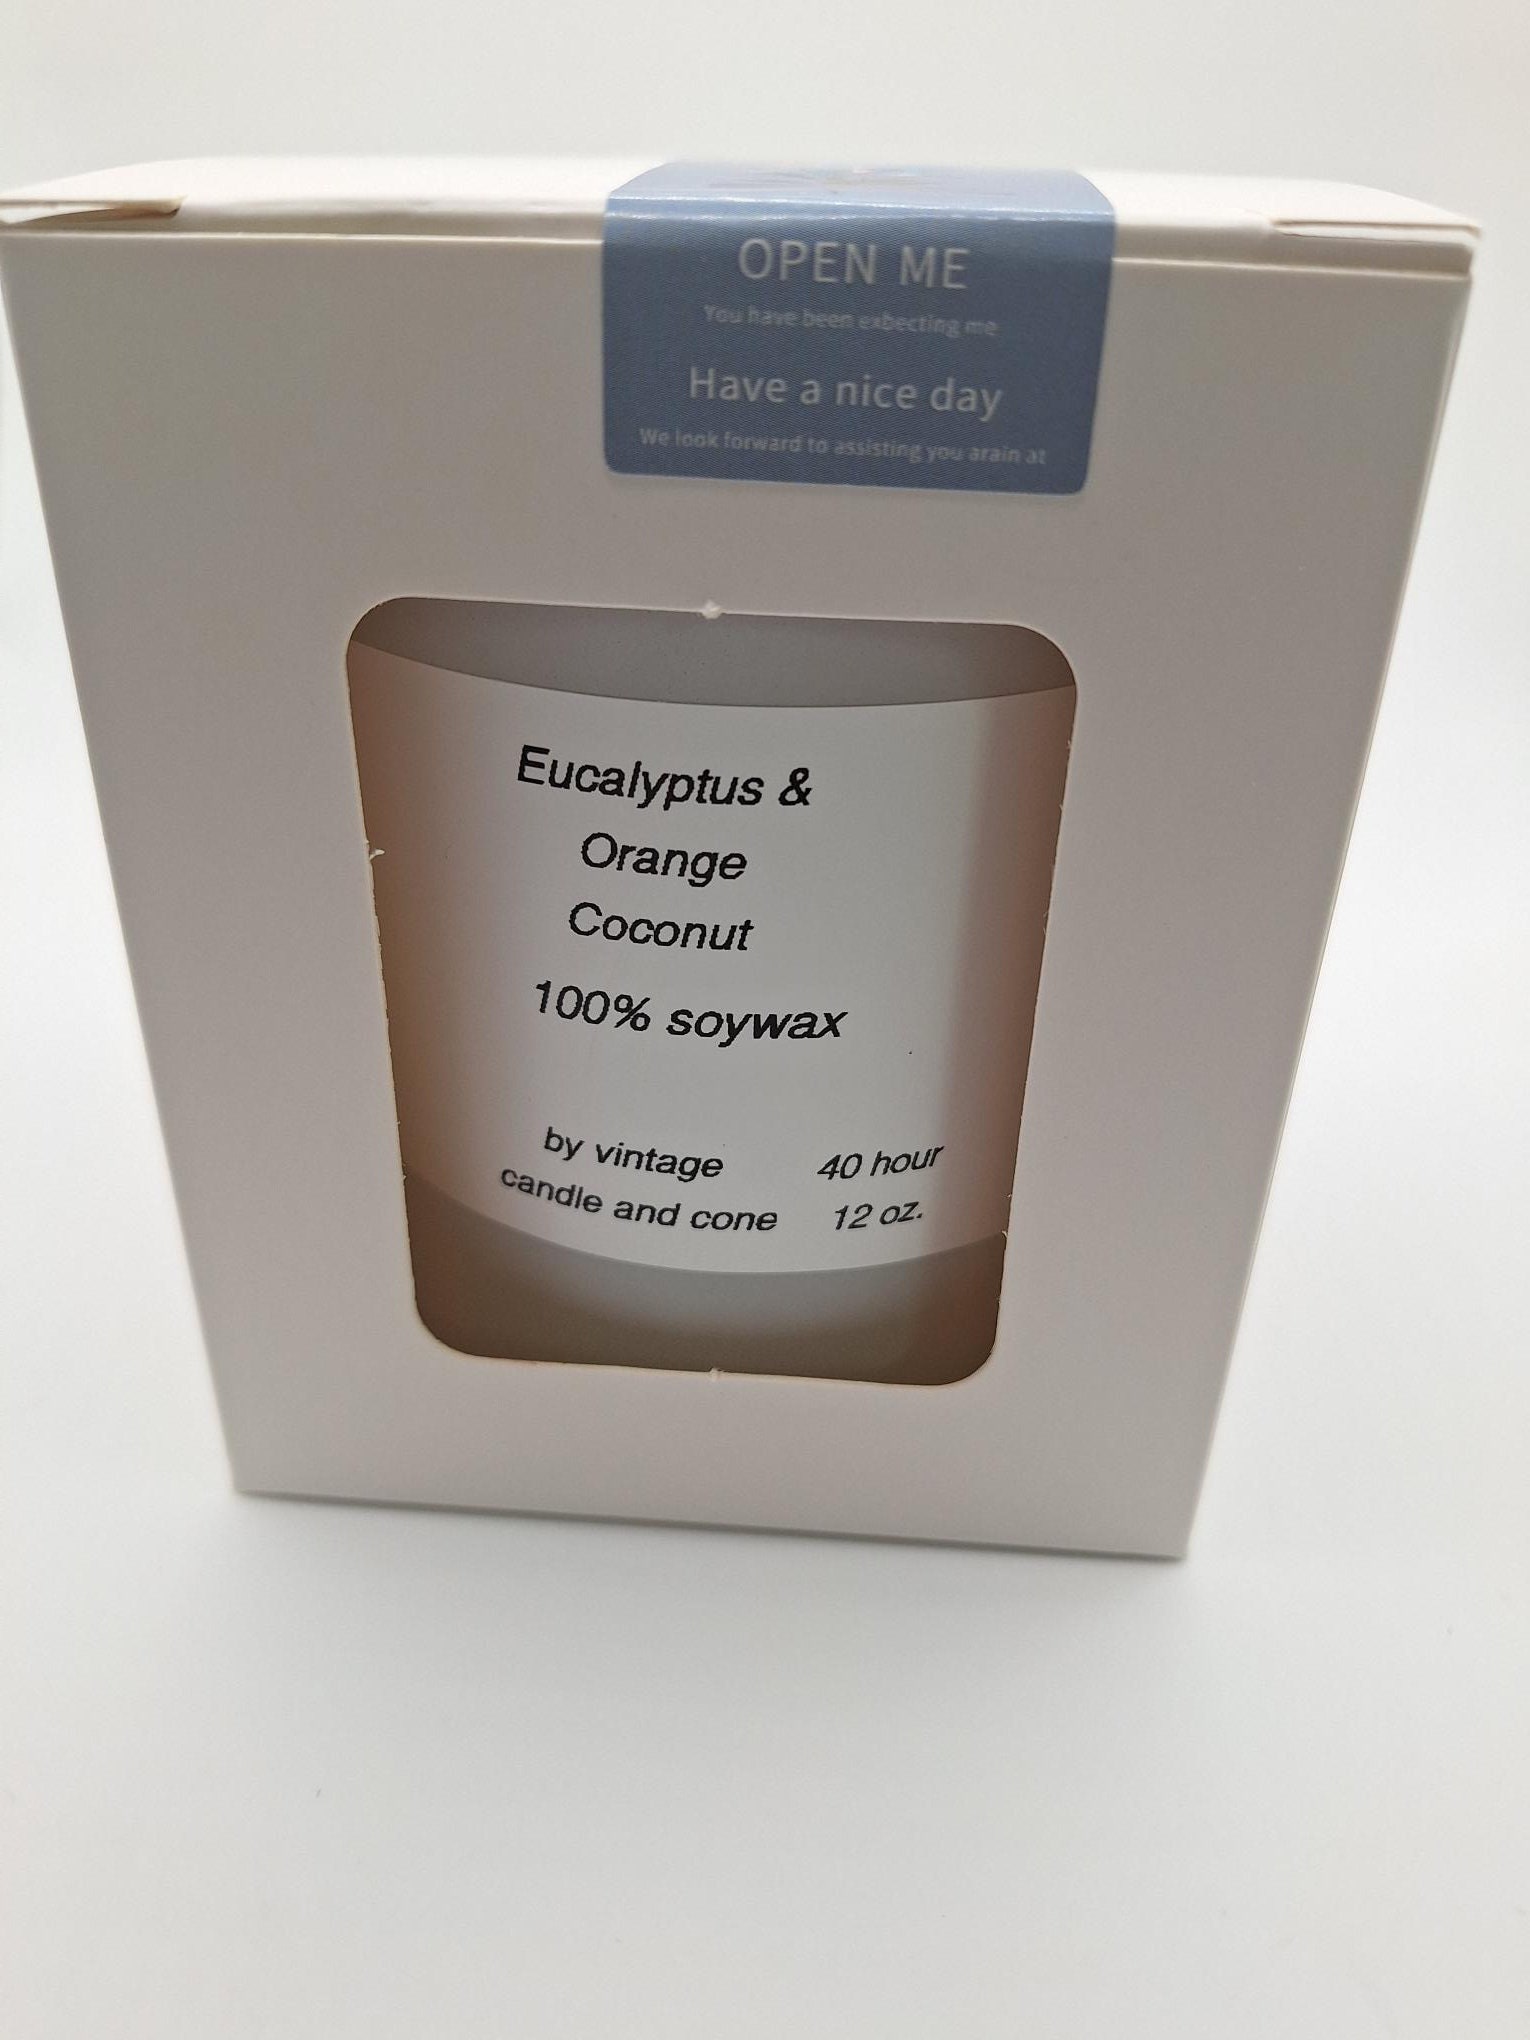 OPEN ME
You have been exbecting me
Have a nice day
We look forward to assisting you arain at
Eucalyptus &
Orange
Coconut
100% soywax
by vintage
candle and cone
40 hour
12 oz.